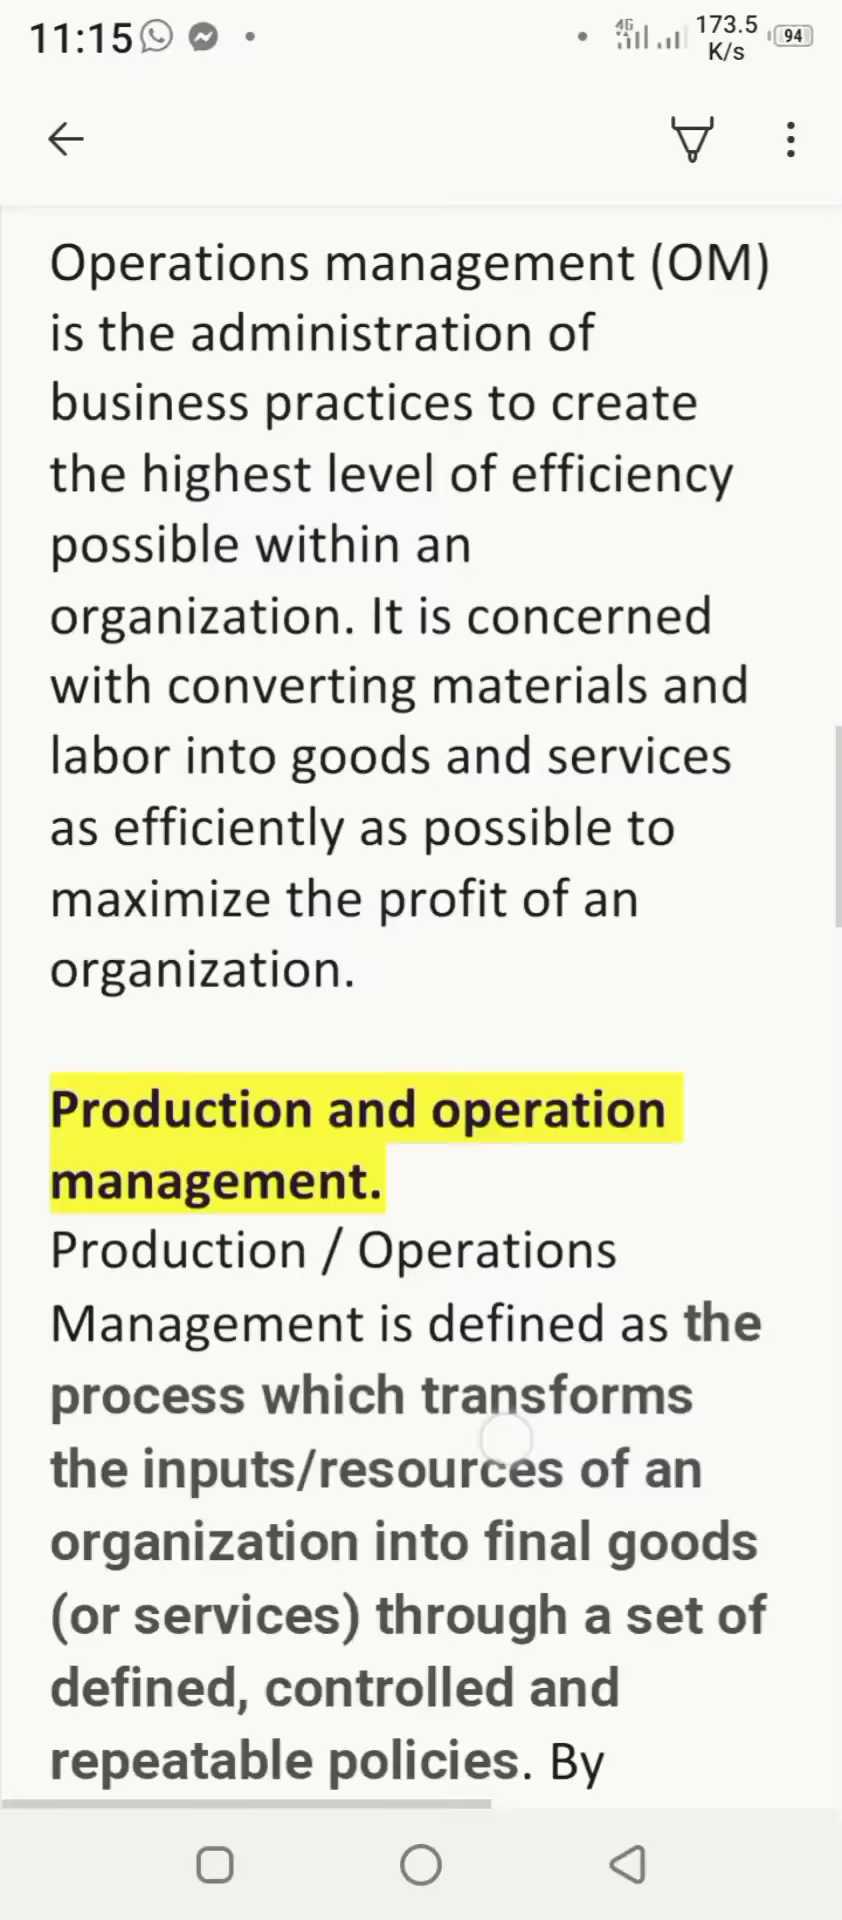 11:15
4G
173.5
K/s
94
Operations management (OM)
is the administration of
business practices to create
the highest level of efficiency
possible within an
organization. It is concerned
with converting materials and
labor into goods and services
as efficiently as possible to
maximize the profit of an
organization.
Production and operation
management.
Production / Operations
Management is defined as the
process which transforms
the inputs/resources of an
organization into final goods
(or services) through a set of
defined, controlled and
repeatable policies. By